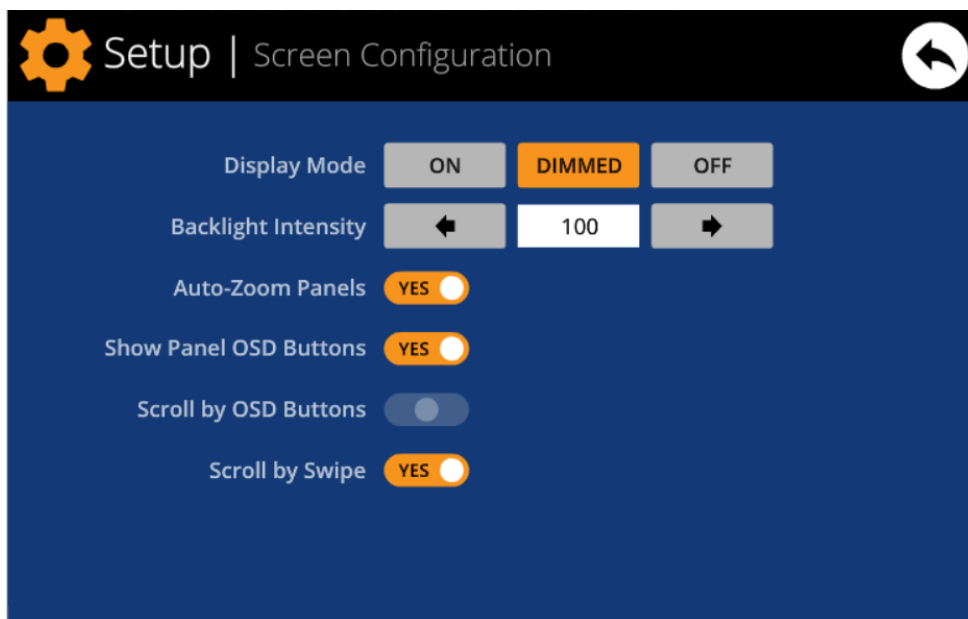 Setup | Screen Configuration
Display Mode ON DIMMED OFF
Backlight Intensity 100
Auto-Zoom Panels YES
Show Panel OSD Buttons YES
Scroll by OSD Buttons
Scroll by Swipe YES